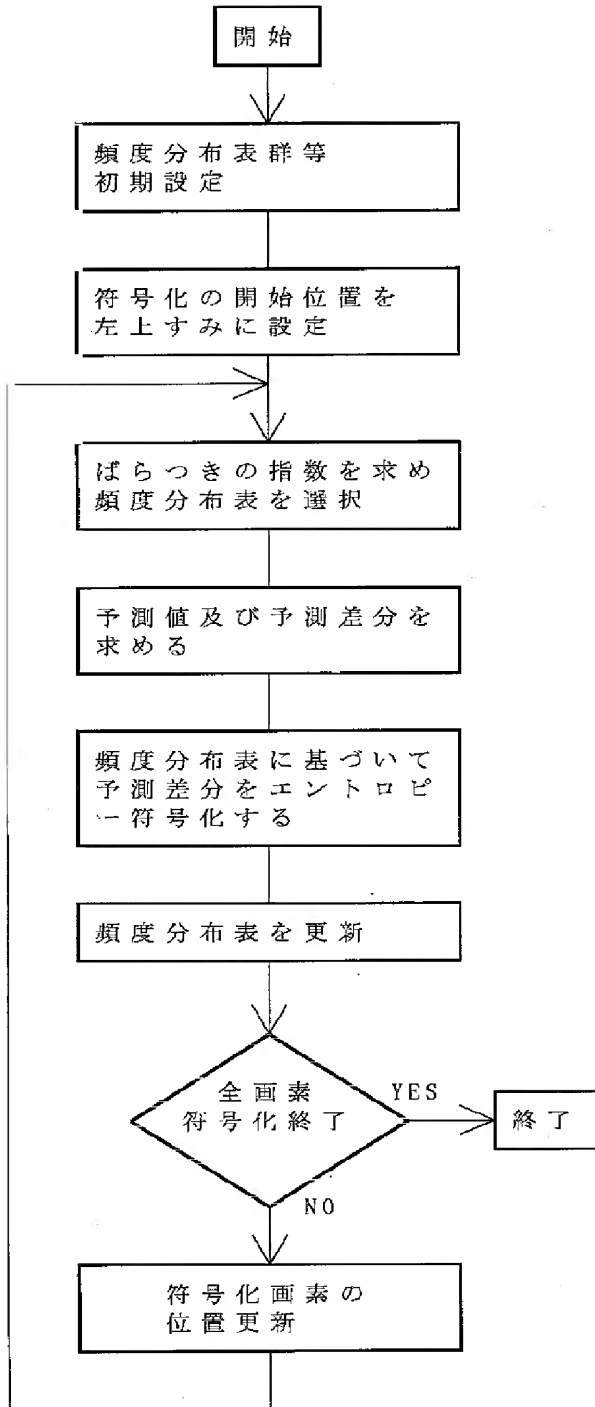 開始
頻度分布表群等
初期設定
符号化の開始位置を
左上すみに設定
ばらつきの指数を求め
頻度分布表を選択
予測値及び予測差分を
求める
頻度分布表に基づいて
予測差分をエントロピ
ー符号化する
頻度分布表を更新
全画素
符号化終了
YES
終了
NO
符号化画素の
位置更新